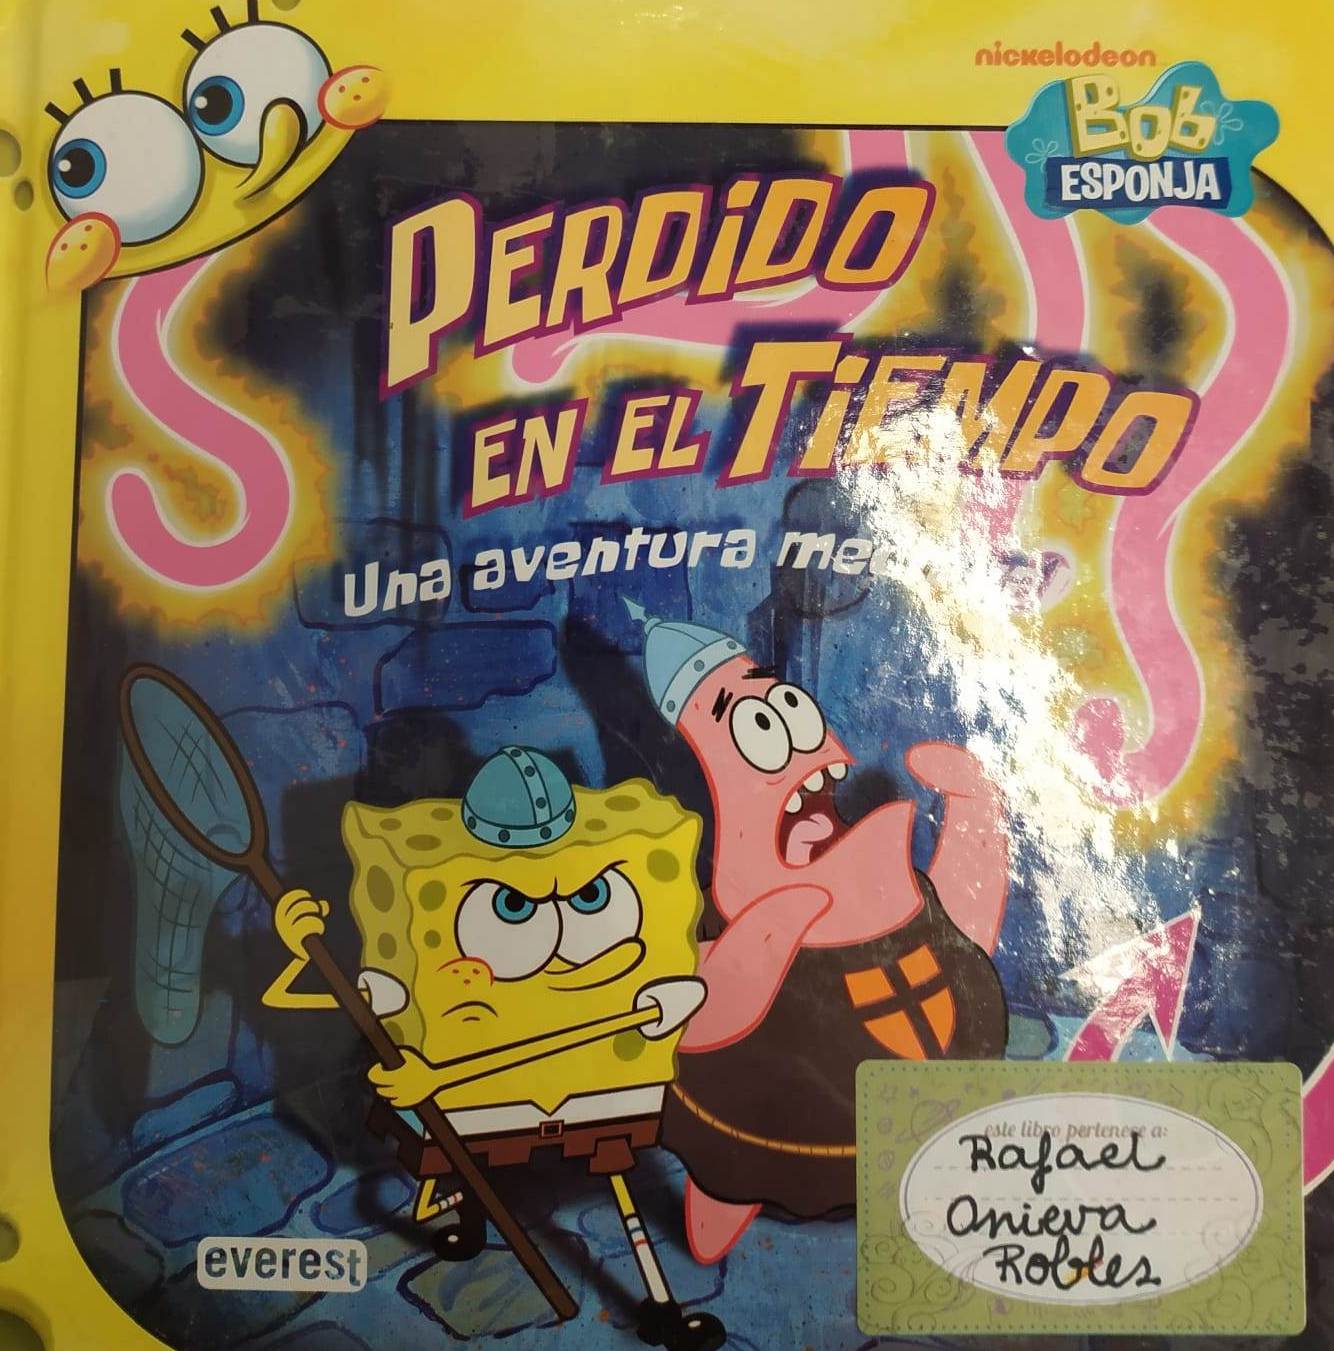 nickelodeon
Bob
ESPONJA
PERDIDO
EN EL TIEMPO
Una aventura
este libro pertenece a:
Rafael
Onieva
Robles
everest